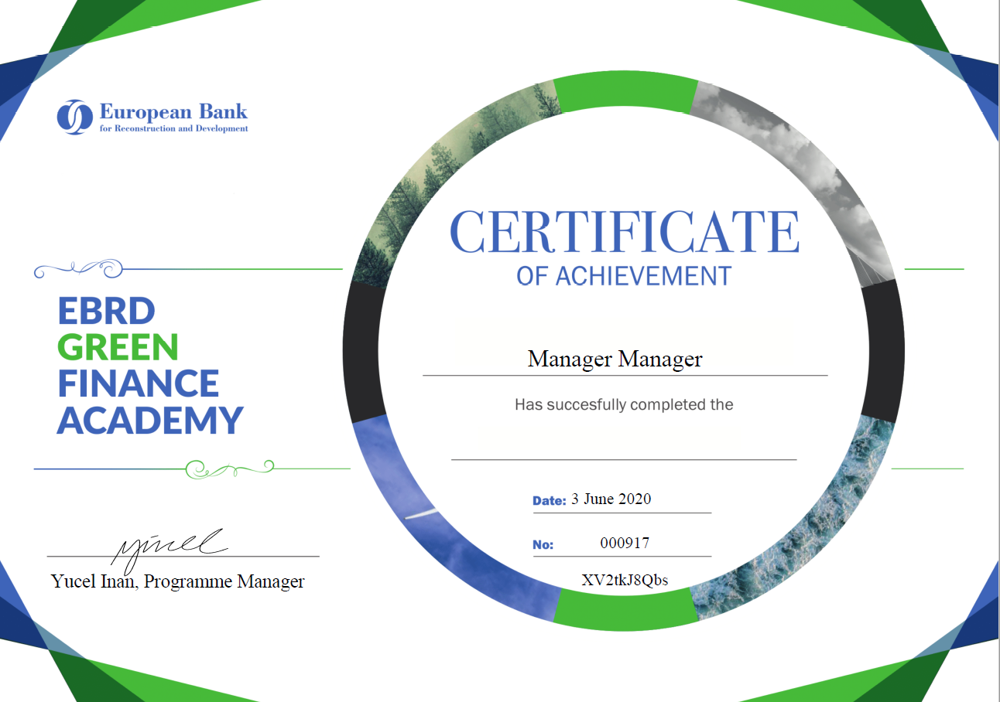 European Bank
for Reconstruction and Development
CERTIFICATE
OF ACHIEVEMENT
EBRD
GREEN
FINANCE
ACADEMY
Manager Manager
Has succesfully completed the
Date: 3 June 2020
No: 000917
XV2tkJ8Qbs
yücel
Yucel Inan, Programme Manager